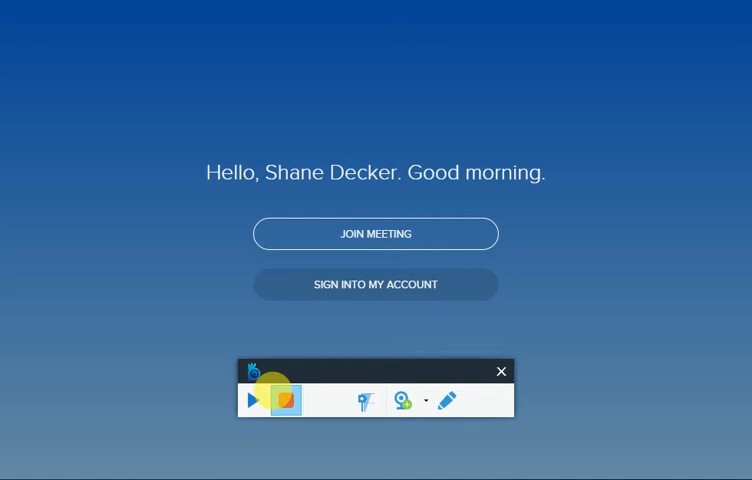 Hello, Shane Decker. Good morning.
JOIN MEETING
SIGN INTO MY ACCOUNT